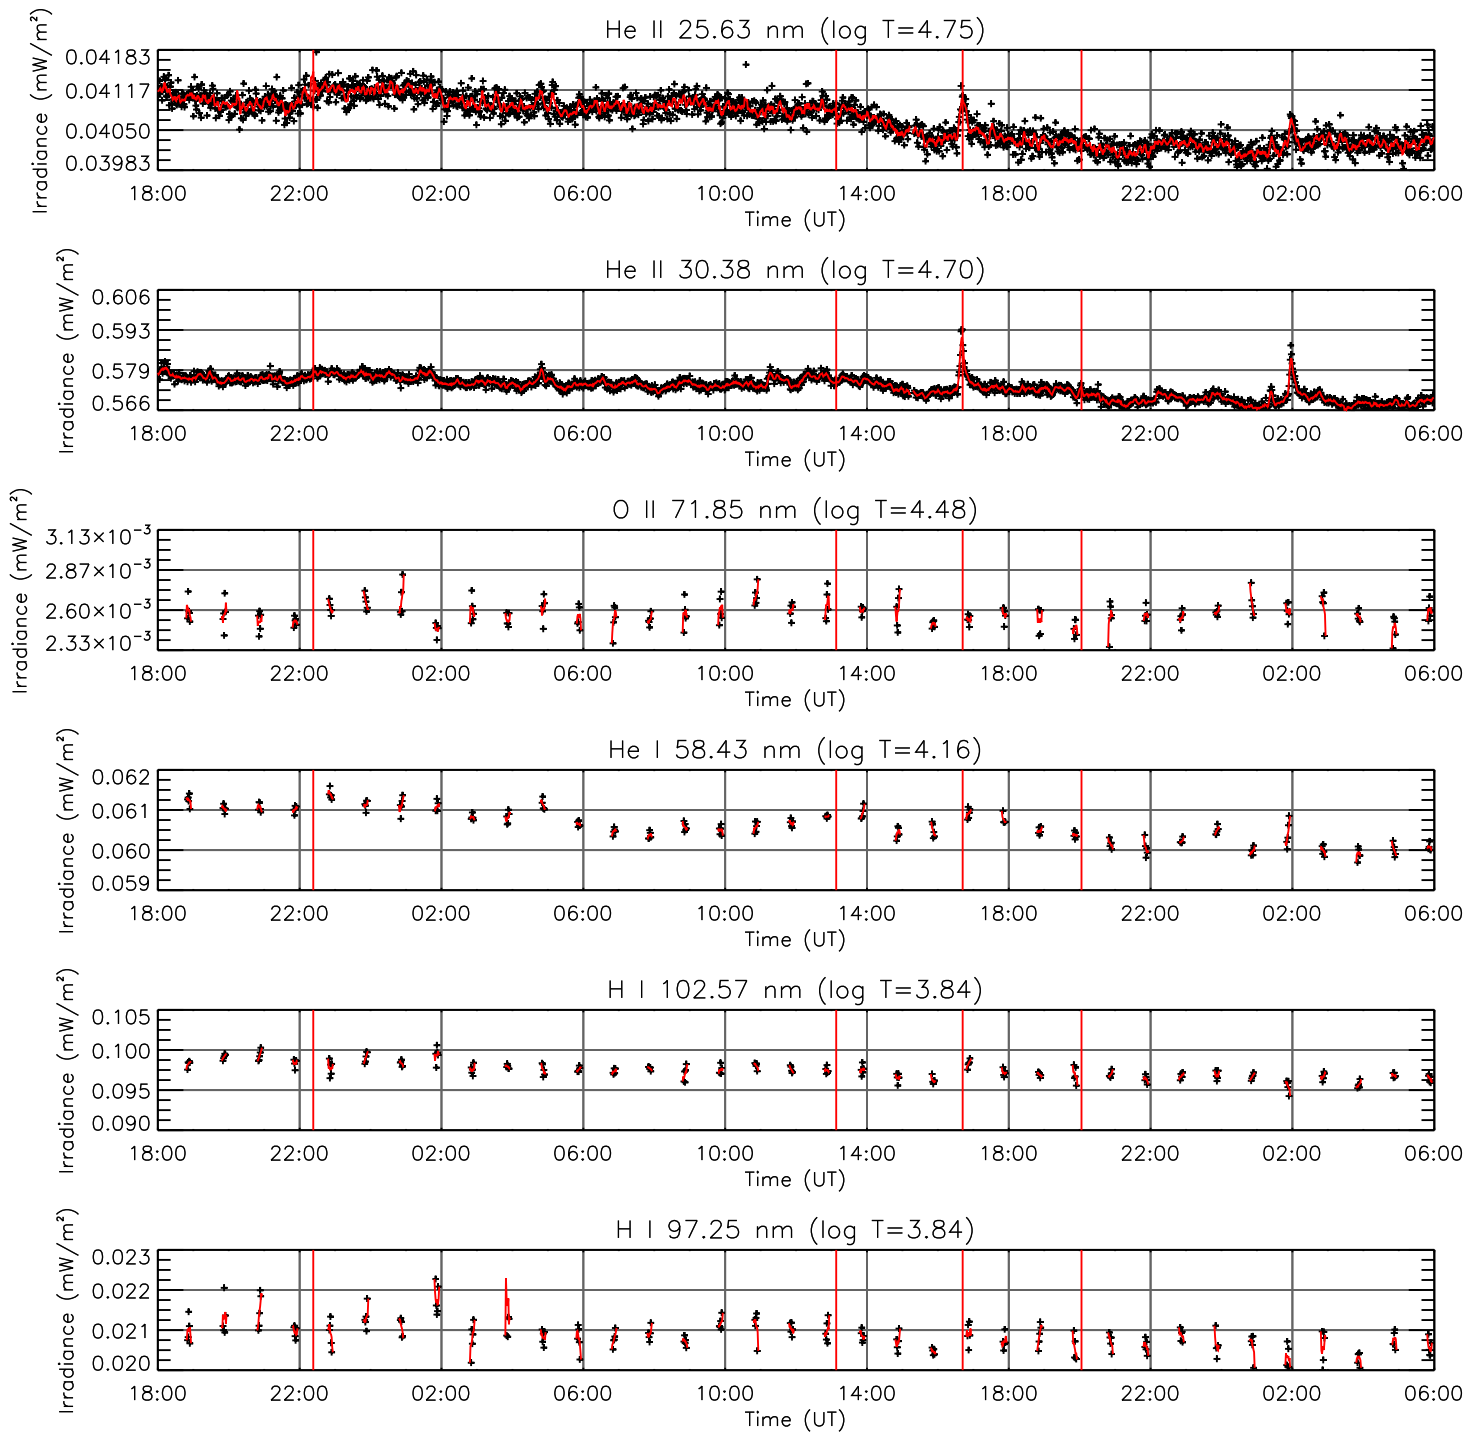 He II 25.63 nm (log T=4.75)
Irradiance (mW/m²)
0.04183
0.04117
0.04050
0.03983
18:00 22:00 02:00 06:00 10:00 14:00 18:00 22:00 02:00 06:00
Time (UT)
He II 30.38 nm (log T=4.70)
Irradiance (mW/m²)
0.606
0.593
0.579
0.566
18:00 22:00 02:00 06:00 10:00 14:00 18:00 22:00 02:00 06:00
Time (UT)
O II 71.85 nm (log T=4.48)
Irradiance (mW/m²)
3.13×10⁻³
2.87×10⁻³
2.60×10⁻³
2.33×10⁻³
18:00 22:00 02:00 06:00 10:00 14:00 18:00 22:00 02:00 06:00
Time (UT)
He I 58.43 nm (log T=4.16)
Irradiance (mW/m²)
0.062
0.061
0.060
0.059
18:00 22:00 02:00 06:00 10:00 14:00 18:00 22:00 02:00 06:00
Time (UT)
H I 102.57 nm (log T=3.84)
Irradiance (mW/m²)
0.105
0.100
0.095
0.090
18:00 22:00 02:00 06:00 10:00 14:00 18:00 22:00 02:00 06:00
Time (UT)
H I 97.25 nm (log T=3.84)
Irradiance (mW/m²)
0.023
0.022
0.021
0.020
18:00 22:00 02:00 06:00 10:00 14:00 18:00 22:00 02:00 06:00
Time (UT)